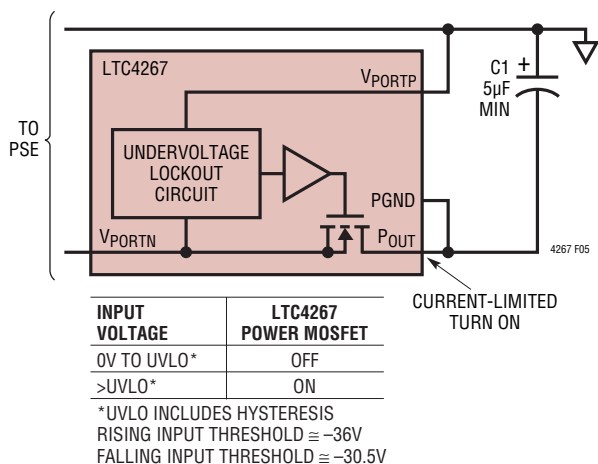 LTC4267
VPORTP
C1
+
5µF
MIN
TO
PSE
UNDERVOLTAGE
LOCKOUT
CIRCUIT
PGND
VPORTN
POUT
4267 F05
CURRENT-LIMITED
TURN ON
INPUT VOLTAGE LTC4267 POWER MOSFET
0V TO UVLO* OFF
>UVLO* ON
*UVLO INCLUDES HYSTERESIS
RISING INPUT THRESHOLD ≅ –36V
FALLING INPUT THRESHOLD ≅ –30.5V